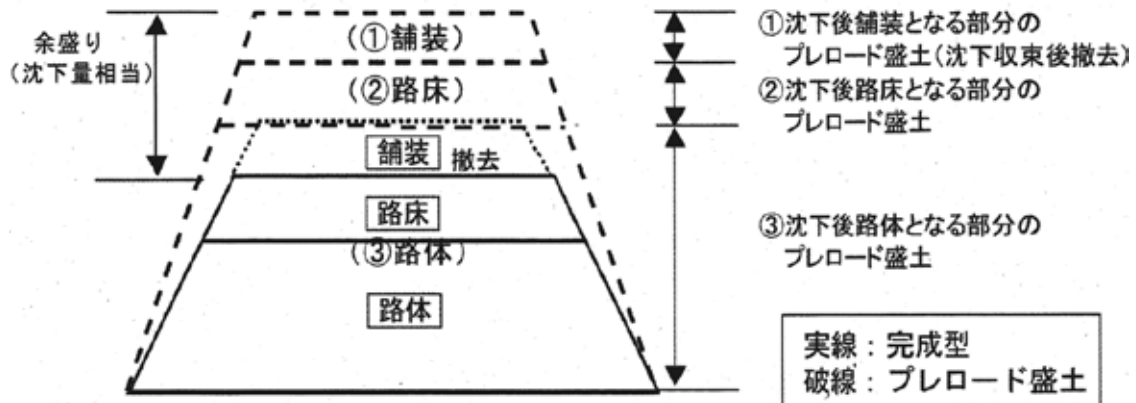 余盛り
(沈下量相当)
(①舗装)
(②路床)
舗装 撤去
路床
(③路体)
路体
①沈下後舗装となる部分の
プレロード盛土(沈下収束後撤去)
②沈下後路床となる部分の
プレロード盛土
③沈下後路体となる部分の
プレロード盛土
実線：完成型
破線：プレロード盛土